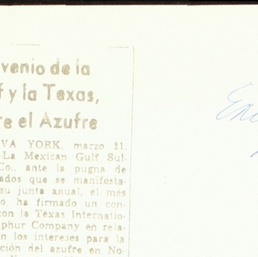 venio de la
f y la Texas,
re el Azufre
VA YORK, marzo 21.
La Mexican Gulf Sul-
Co., ante la pugna de
ados que se manifesta-
su junta anual, el mes
ho ha firmado un con-
con la Texas Internatio-
phur Company en rela-
n los intereses para la
ción del azufre en No-